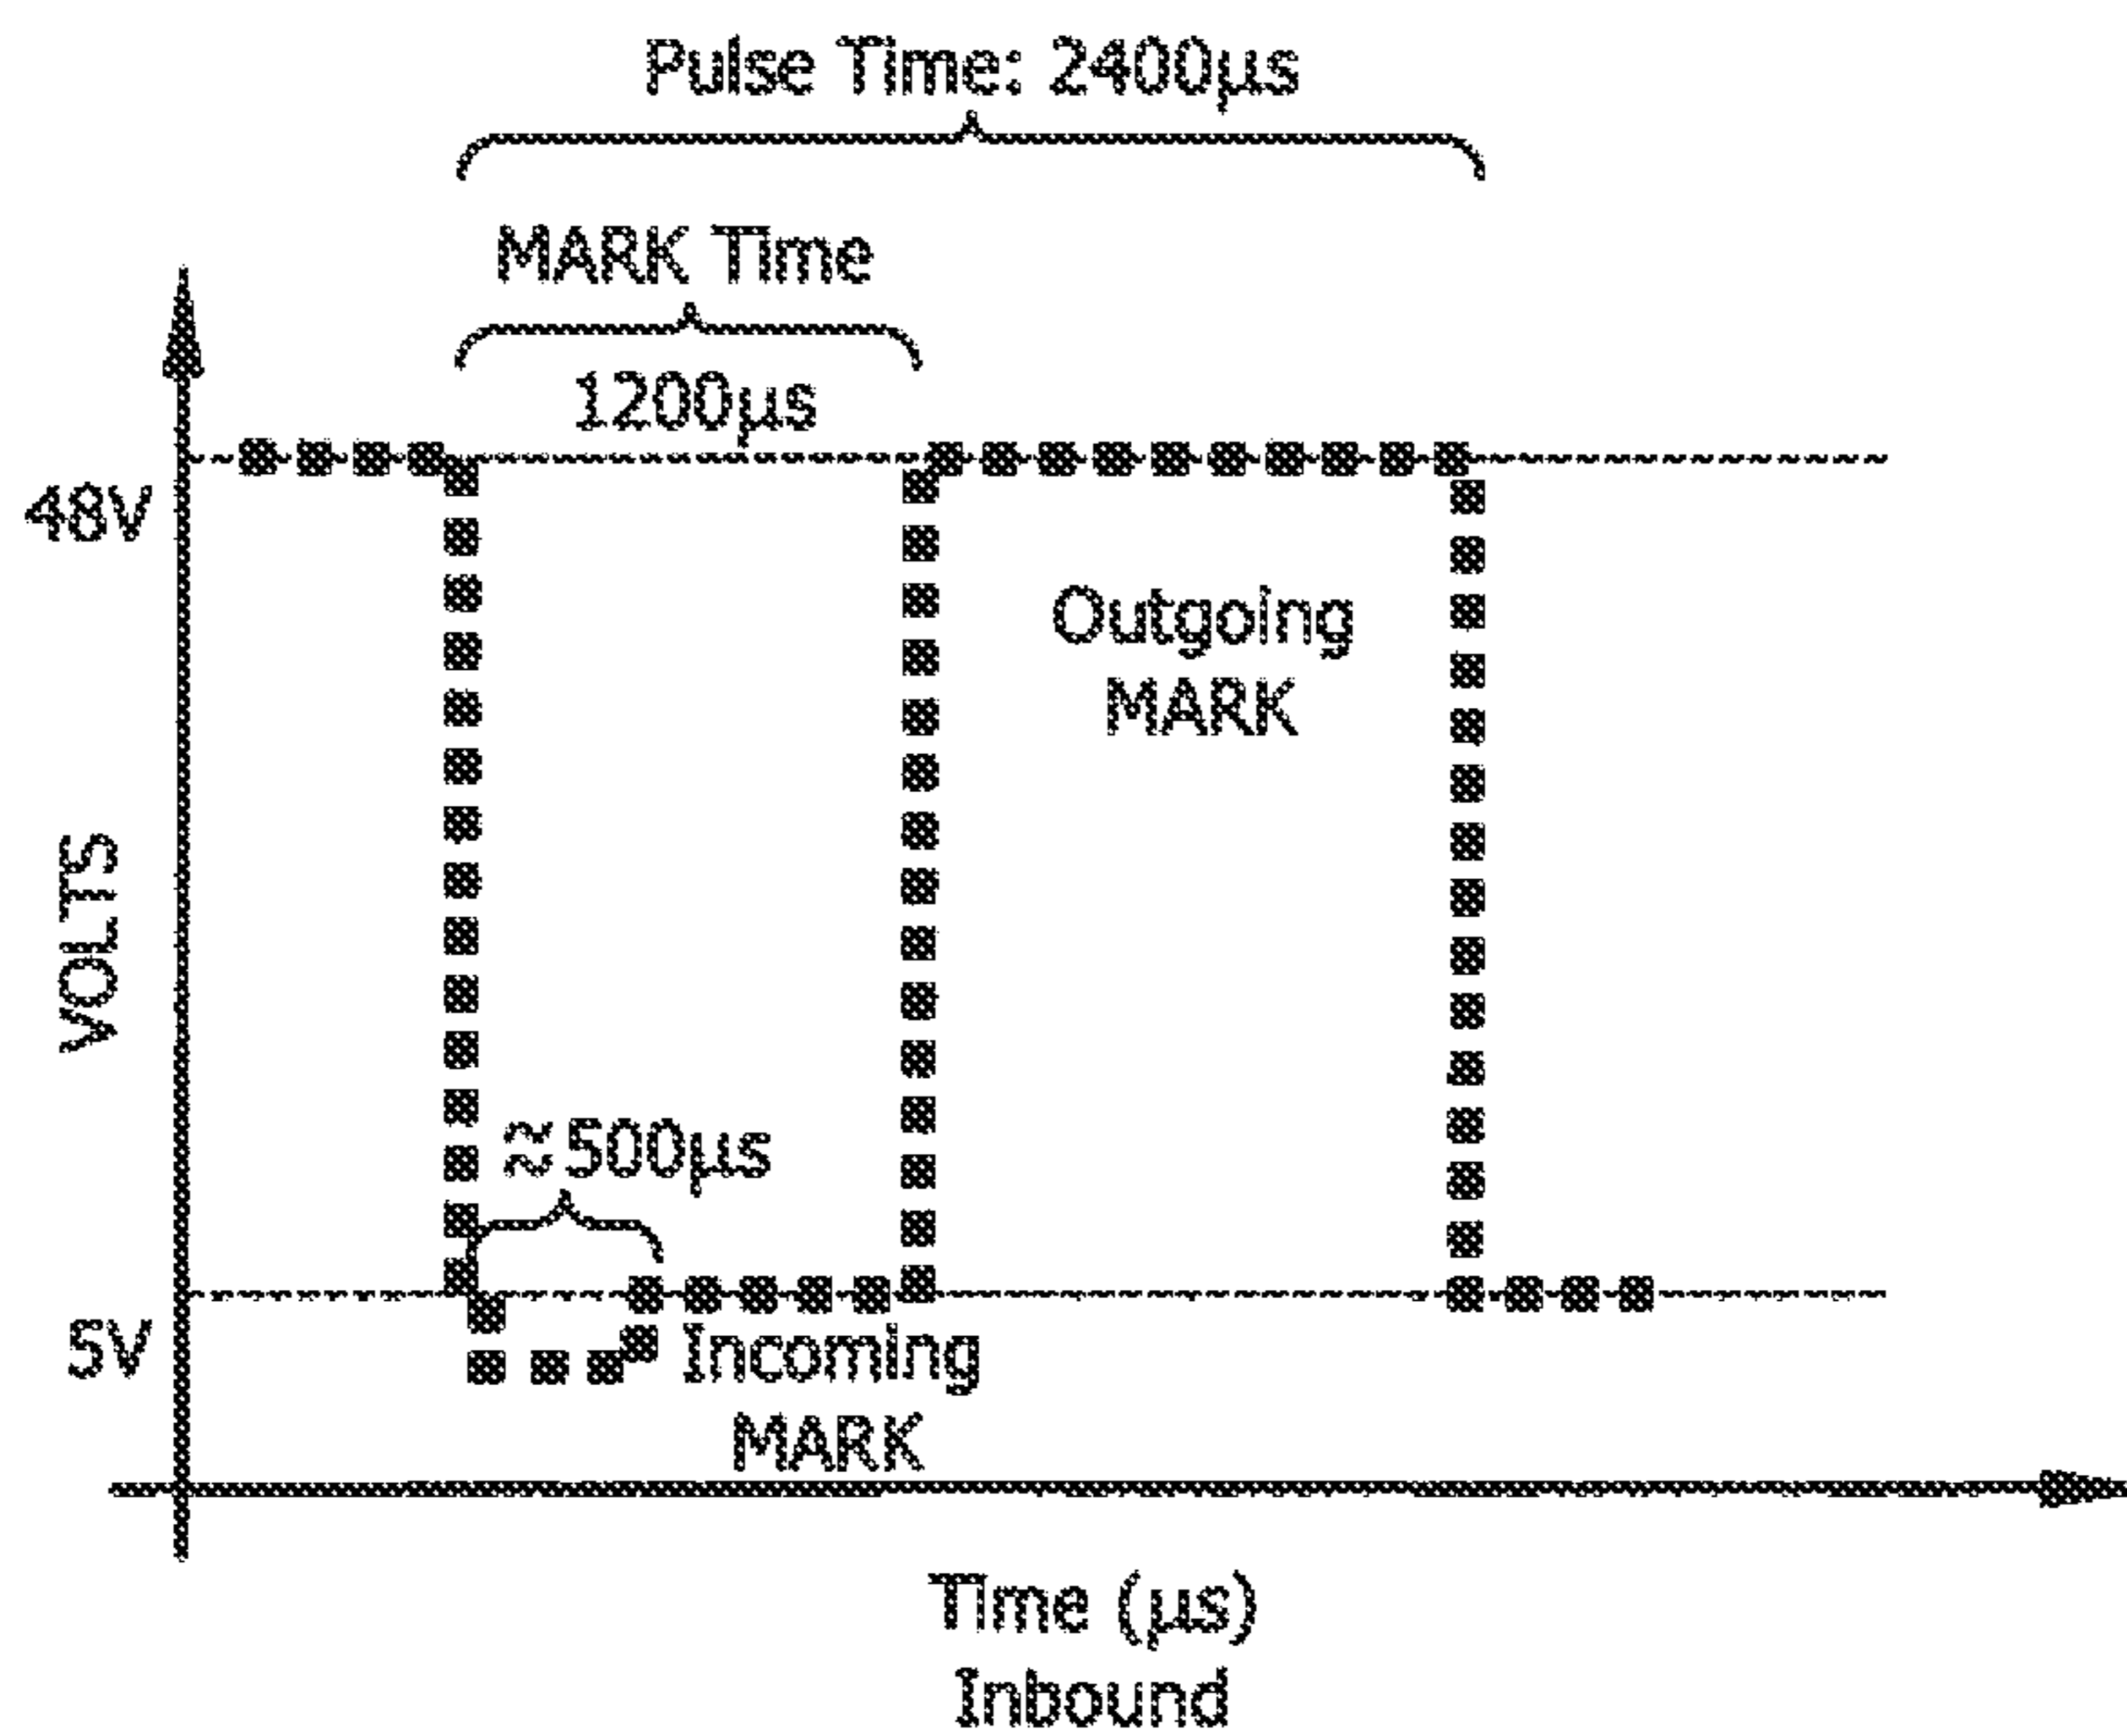 Pulse Time: 2400µs
MARK Time
1200µs
48V
Outgoing
MARK
VOLTS
≈500µs
5V
Incoming
MARK
Time (µs)
Inbound